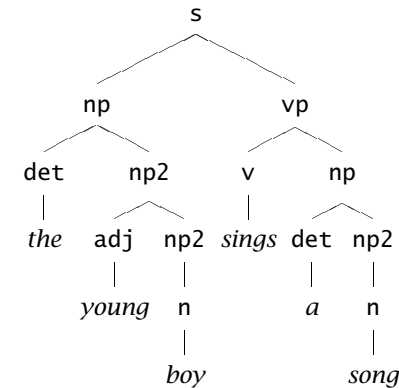 s
np vp
det np2 v np
the adj np2 sings det np2
young n a n
boy song